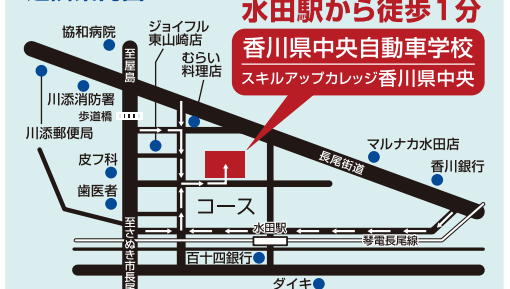 水田駅から徒歩1分
香川県中央自動車学校
スキルアップカレッジ香川県中央
協和病院
ジョイフル
東山崎店
むらい
料理店
至屋島
川添消防署
歩道橋
川添郵便局
マルナカ水田店
長尾街道
香川銀行
皮フ科
歯医者
コース
至さぬき市長尾
水田駅
琴電長尾線
百十四銀行
ダイキ